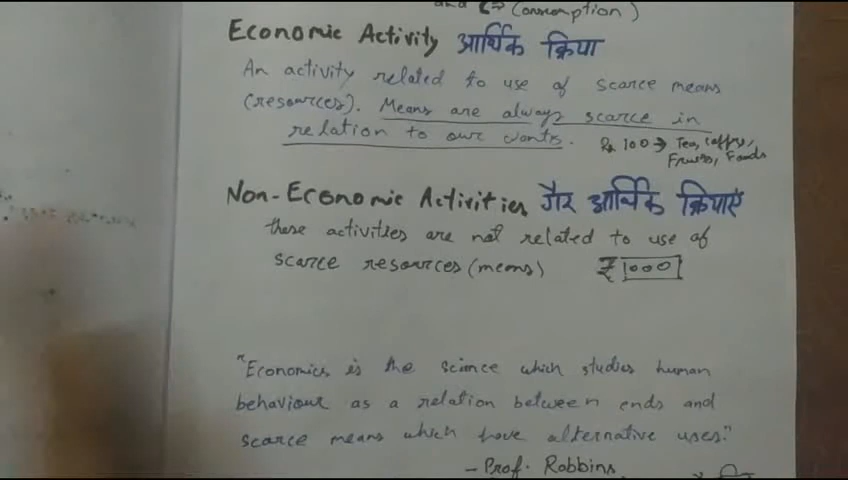 and C⇒ (consumption)
Economic Activity आर्थिक क्रिया
An activity related to use of scarce means
(resources). Means are always scarce in
relation to our wants. Rs 100 → Tea, Coffy,
Fruits, Foods
Non-Economic Activities गैर आर्थिक क्रियाएं
these activities are not related to use of
scarce resources (means) ₹ 1000
"Economics is the science which studies human
behaviour as a relation between ends and
scarce means which have alternative uses."
- Prof. Robbins